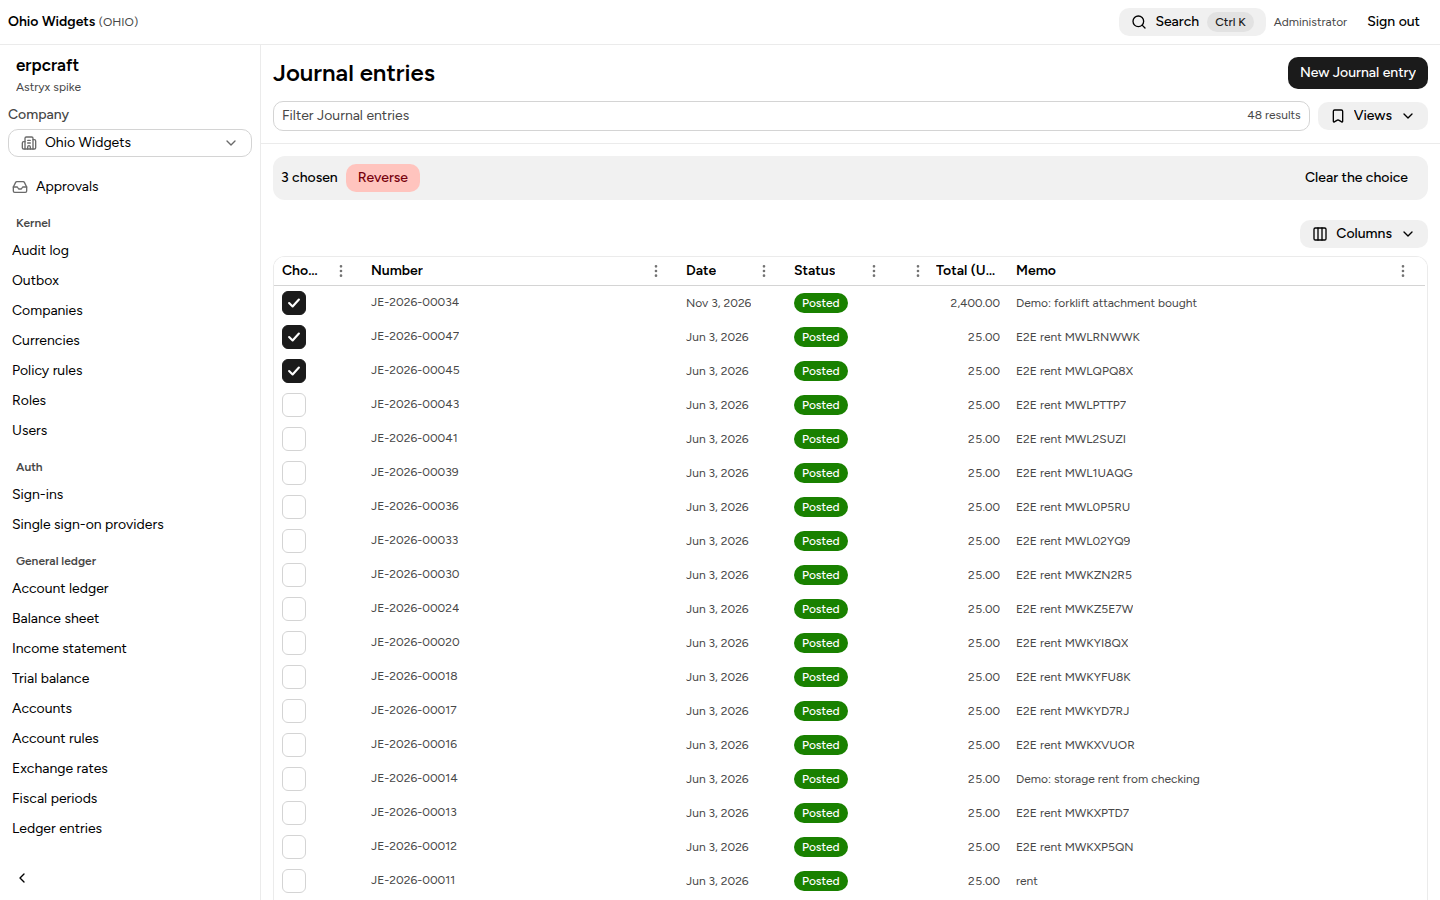 Ohio Widgets (OHIO)
Search Ctrl K Administrator Sign out
erpcraft
Astryx spike
Company
Ohio Widgets
Approvals
Kernel
Audit log
Outbox
Companies
Currencies
Policy rules
Roles
Users
Auth
Sign-ins
Single sign-on providers
General ledger
Account ledger
Balance sheet
Income statement
Trial balance
Accounts
Account rules
Exchange rates
Fiscal periods
Ledger entries
Journal entries
New Journal entry
Filter Journal entries 48 results
Views
3 chosen Reverse Clear the choice
Columns
Cho... Number Date Status Total (U... Memo
JE-2026-00034 Nov 3, 2026 Posted 2,400.00 Demo: forklift attachment bought
JE-2026-00047 Jun 3, 2026 Posted 25.00 E2E rent MWLRNWWK
JE-2026-00045 Jun 3, 2026 Posted 25.00 E2E rent MWLQPQ8X
JE-2026-00043 Jun 3, 2026 Posted 25.00 E2E rent MWLPTTP7
JE-2026-00041 Jun 3, 2026 Posted 25.00 E2E rent MWL2SUZI
JE-2026-00039 Jun 3, 2026 Posted 25.00 E2E rent MWL1UAQG
JE-2026-00036 Jun 3, 2026 Posted 25.00 E2E rent MWL0P5RU
JE-2026-00033 Jun 3, 2026 Posted 25.00 E2E rent MWL02YQ9
JE-2026-00030 Jun 3, 2026 Posted 25.00 E2E rent MWKZN2R5
JE-2026-00024 Jun 3, 2026 Posted 25.00 E2E rent MWKZ5E7W
JE-2026-00020 Jun 3, 2026 Posted 25.00 E2E rent MWKYI8QX
JE-2026-00018 Jun 3, 2026 Posted 25.00 E2E rent MWKYFU8K
JE-2026-00017 Jun 3, 2026 Posted 25.00 E2E rent MWKYD7RJ
JE-2026-00016 Jun 3, 2026 Posted 25.00 E2E rent MWKXVUOR
JE-2026-00014 Jun 3, 2026 Posted 25.00 Demo: storage rent from checking
JE-2026-00013 Jun 3, 2026 Posted 25.00 E2E rent MWKXPTD7
JE-2026-00012 Jun 3, 2026 Posted 25.00 E2E rent MWKXP5QN
JE-2026-00011 Jun 3, 2026 Posted 25.00 rent